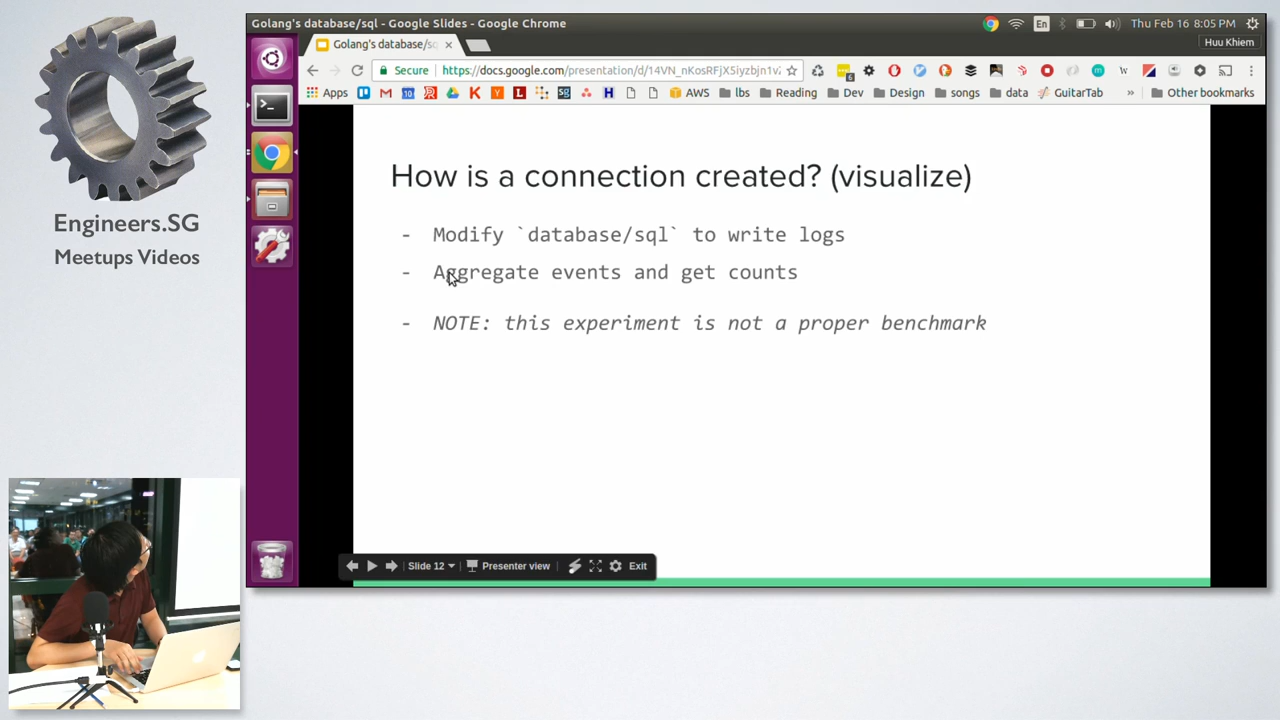 Golang's database/sql - Google Slides - Google Chrome
En
Thu Feb 16 8:05 PM
Golang's database/sq
Huu Khiem
Secure
https://docs.google.com/presentation/d/14VN_nKosRFjX5iyzbjn1v
6
Apps
10
AWS
lbs
Reading
Dev
Design
songs
data
GuitarTab
»
Other bookmarks
Engineers.SG
Meetups Videos
How is a connection created? (visualize)
- Modify `database/sql` to write logs
- Aggregate events and get counts
- NOTE: this experiment is not a proper benchmark
Slide 12
Presenter view
Exit